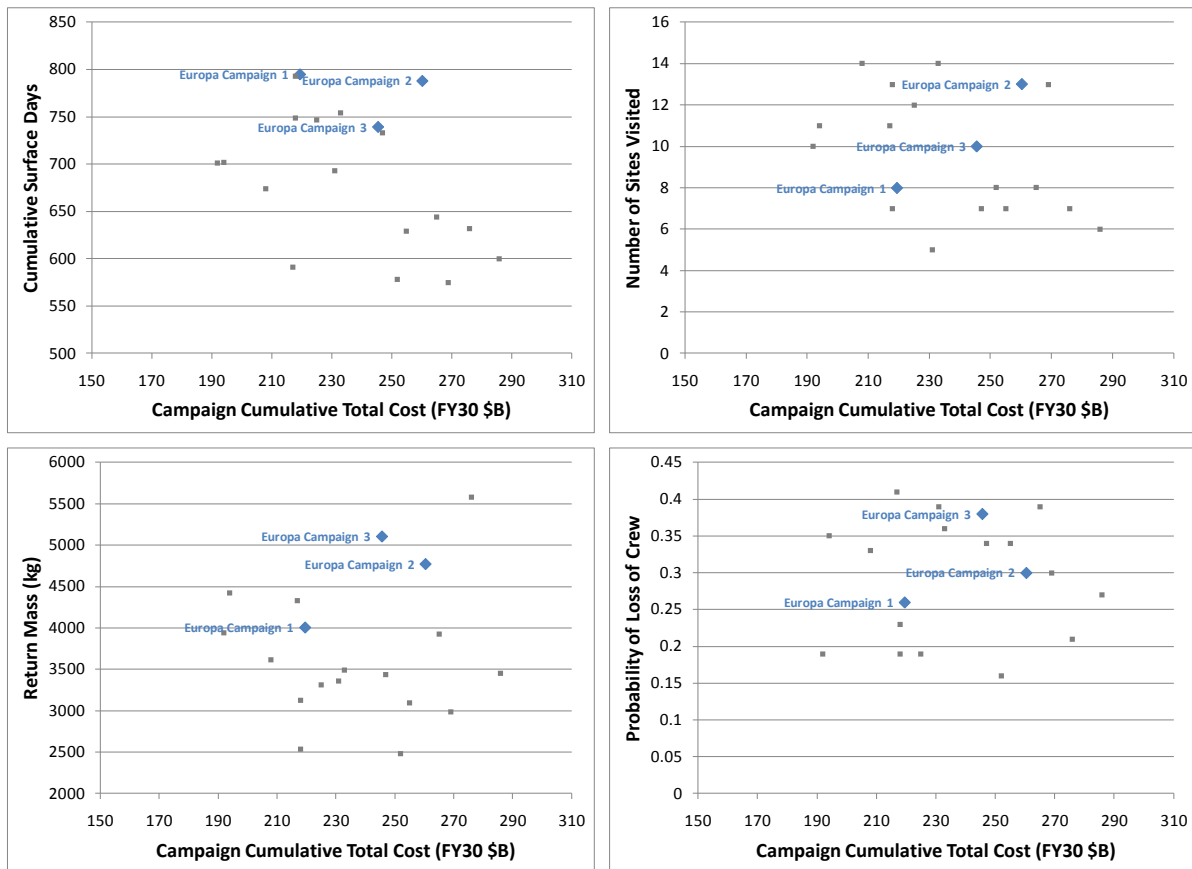 850
800
750
700
650
600
550
500
Cumulative Surface Days
Europa Campaign 1
Europa Campaign 2
Europa Campaign 3
150 170 190 210 230 250 270 290 310
Campaign Cumulative Total Cost (FY30 $B)
16
14
12
10
8
6
4
2
0
Number of Sites Visited
Europa Campaign 2
Europa Campaign 3
Europa Campaign 1
150 170 190 210 230 250 270 290 310
Campaign Cumulative Total Cost (FY30 $B)
6000
5500
5000
4500
4000
3500
3000
2500
2000
Return Mass (kg)
Europa Campaign 3
Europa Campaign 2
Europa Campaign 1
150 170 190 210 230 250 270 290 310
Campaign Cumulative Total Cost (FY30 $B)
0.45
0.4
0.35
0.3
0.25
0.2
0.15
0.1
0.05
0
Probability of Loss of Crew
Europa Campaign 3
Europa Campaign 2
Europa Campaign 1
150 170 190 210 230 250 270 290 310
Campaign Cumulative Total Cost (FY30 $B)